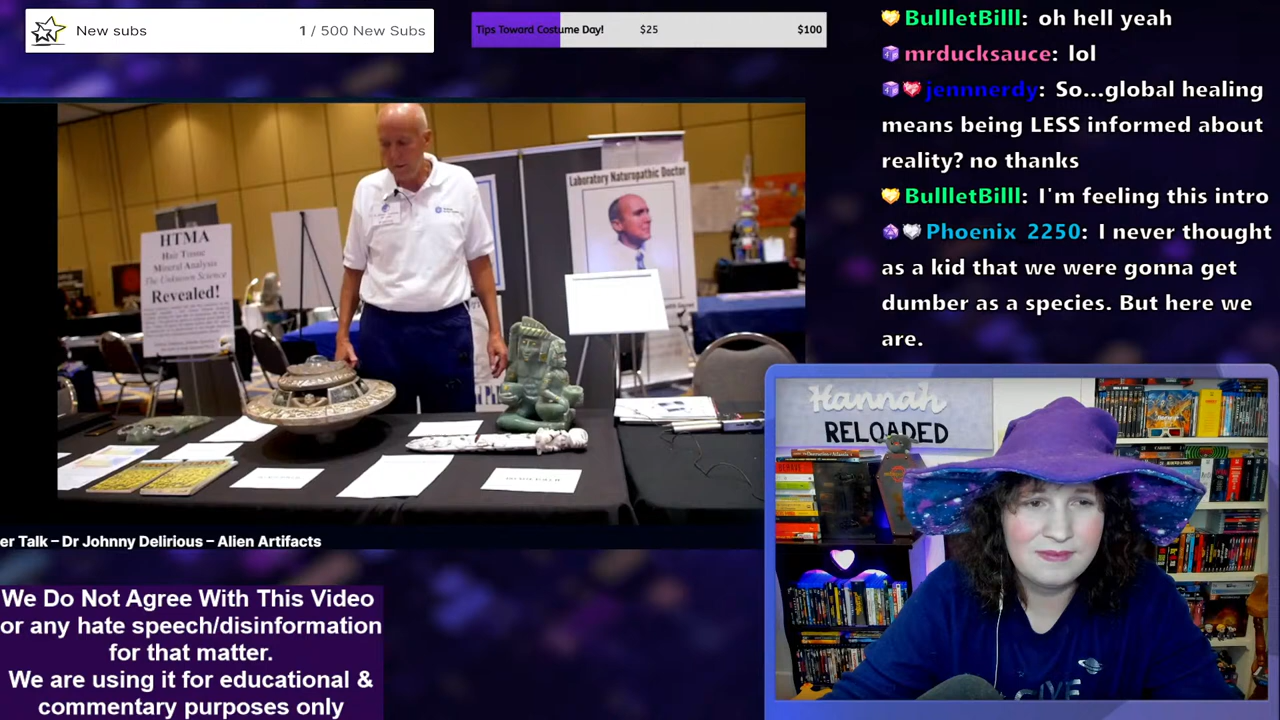 New subs
1 / 500 New Subs
Tips Toward Costume Day!
$25
$100
BullletBilll: oh hell yeah
mrducksauce: lol
jennnerdy: So...global healing
means being LESS informed about
reality? no thanks
BullletBilll: I'm feeling this intro
Phoenix 2250: I never thought
as a kid that we were gonna get
dumber as a species. But here we
are.
HTMA
Hair Tissue
Mineral Analysis
The Unknown Science
Revealed!
Laboratory Naturopathic Doctor
er Talk – Dr Johnny Delirious – Alien Artifacts
We Do Not Agree With This Video
or any hate speech/disinformation
for that matter.
We are using it for educational &
commentary purposes only
Hannah
RELOADED